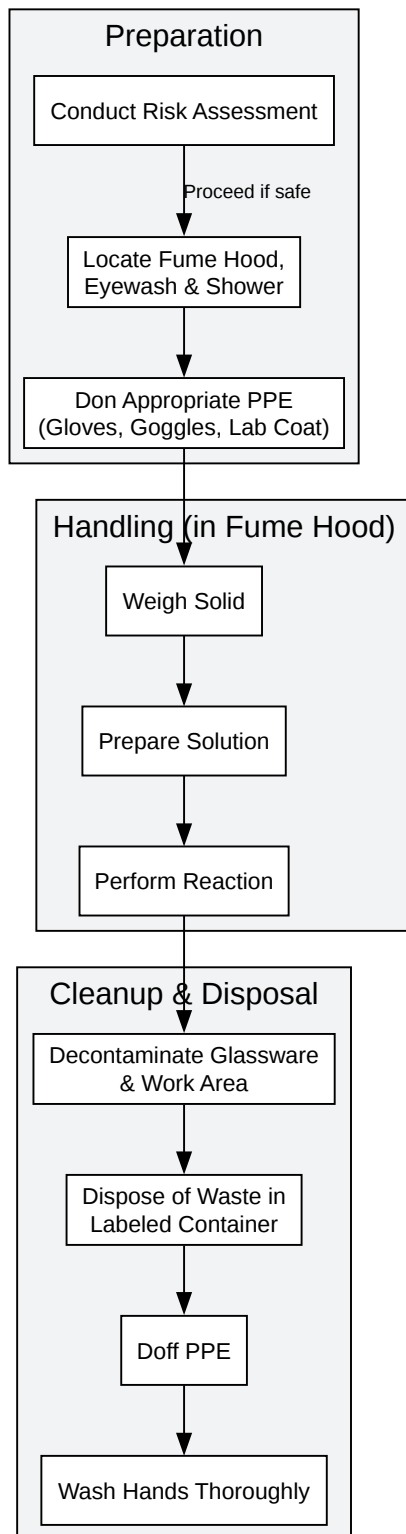 Preparation
Conduct Risk Assessment
Proceed if safe
Locate Fume Hood,
Eyewash & Shower
Don Appropriate PPE
(Gloves, Goggles, Lab Coat)
Handling (in Fume Hood)
Weigh Solid
Prepare Solution
Perform Reaction
Cleanup & Disposal
Decontaminate Glassware
& Work Area
Dispose of Waste in
Labeled Container
Doff PPE
Wash Hands Thoroughly